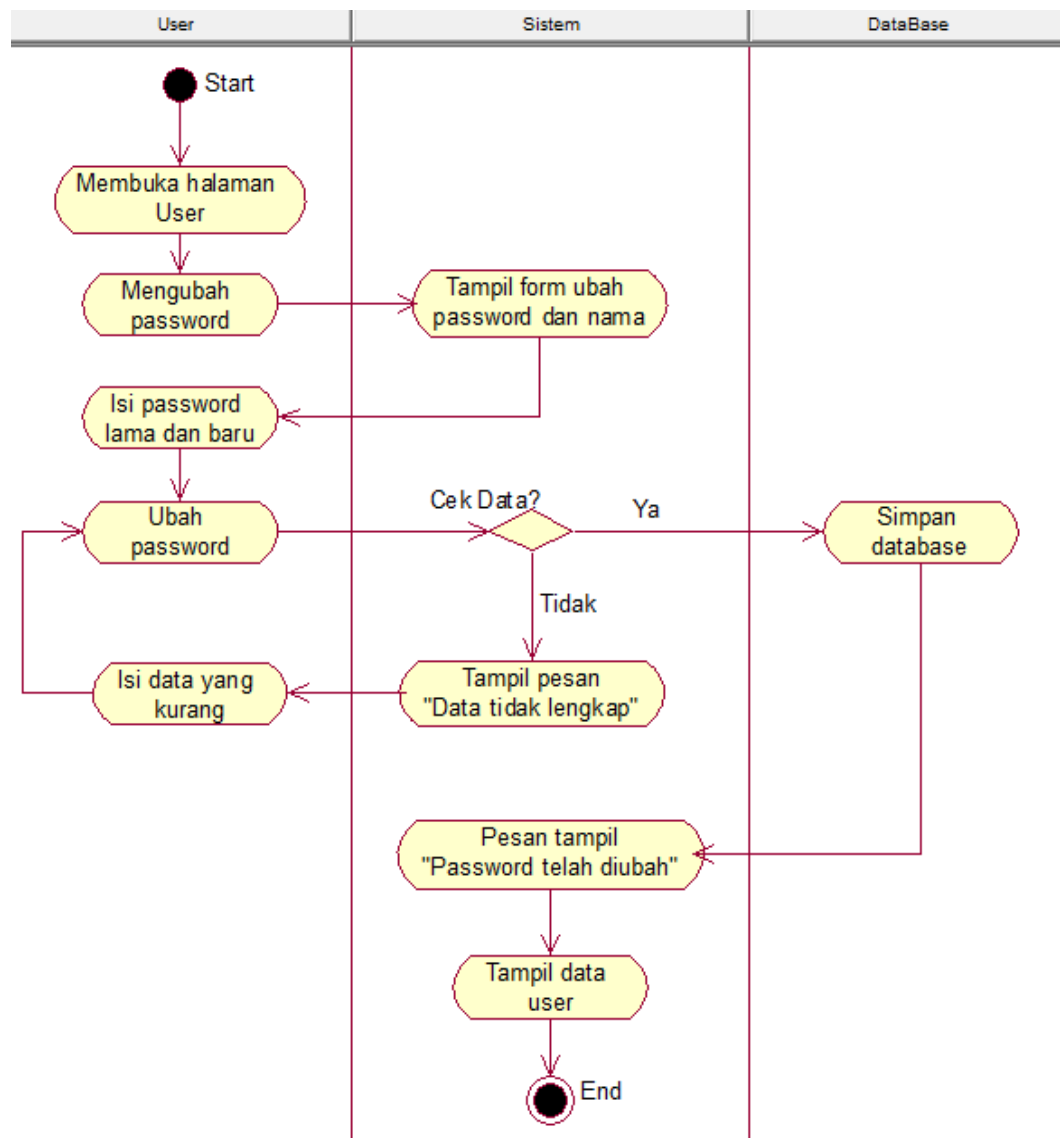 User
Sistem
DataBase
Start
Membuka halaman
User
Mengubah
password
Tampil form ubah
password dan nama
Isi password
lama dan baru
Ubah
password
Cek Data?
Ya
Simpan
database
Tidak
Isi data yang
kurang
Tampil pesan
"Data tidak lengkap"
Pesan tampil
"Password telah diubah"
Tampil data
user
End